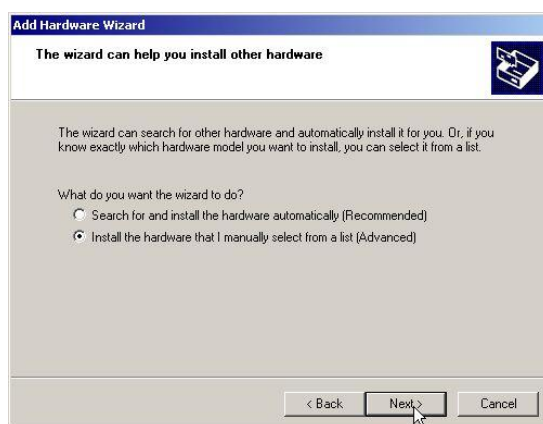 Add Hardware Wizard
The wizard can help you install other hardware
The wizard can search for other hardware and automatically install it for you. Or, if you
know exactly which hardware model you want to install, you can select it from a list.
What do you want the wizard to do?
Search for and install the hardware automatically (Recommended)
Install the hardware that I manually select from a list (Advanced)
< Back Next > Cancel